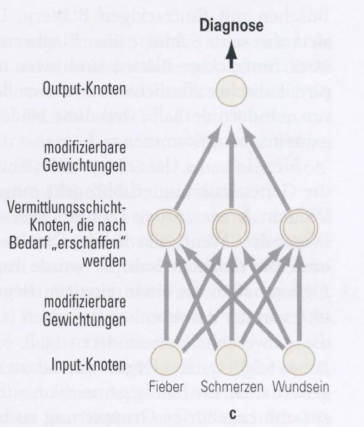 Diagnose
Output-Knoten
modifizierbare
Gewichtungen
Vermittlungsschicht-
Knoten, die nach
Bedarf „erschaffen“
werden
modifizierbare
Gewichtungen
Input-Knoten
Fieber Schmerzen Wundsein
c